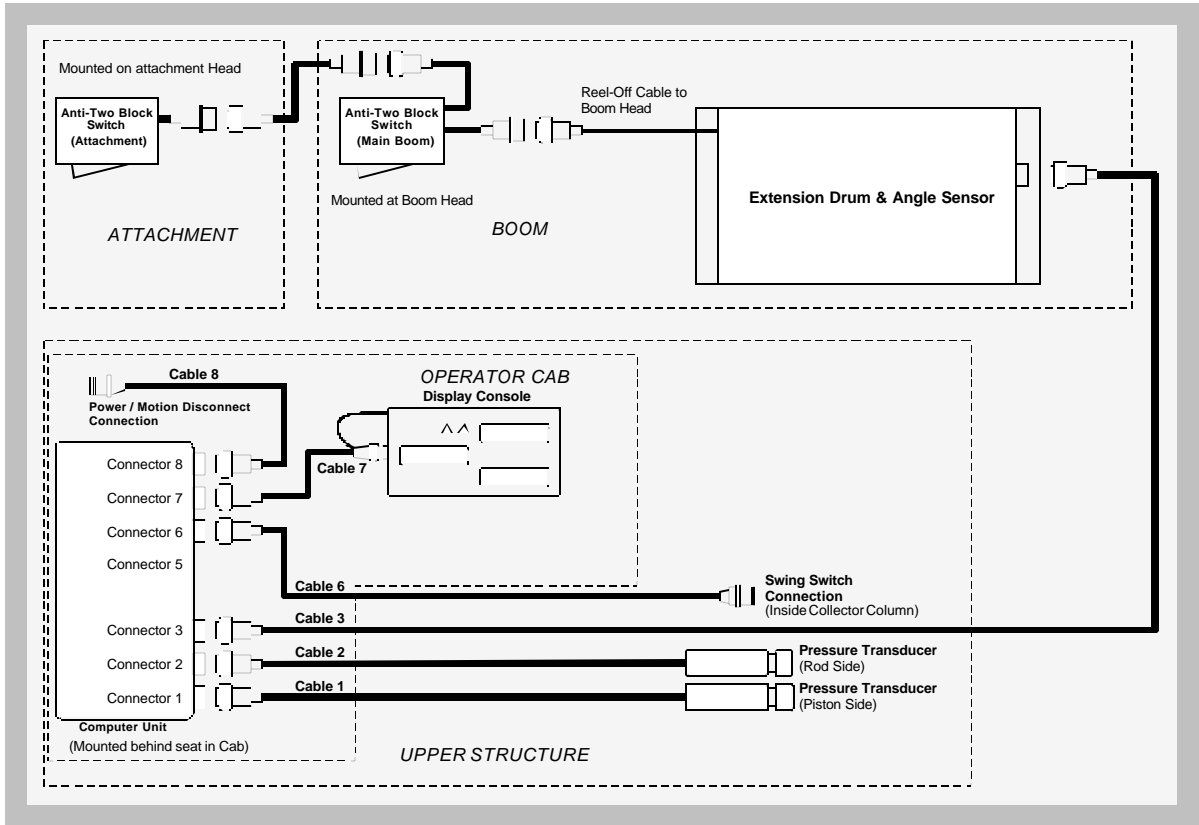 Mounted on attachment Head
Anti-Two Block
Switch
(Attachment)
ATTACHMENT
Anti-Two Block
Switch
(Main Boom)
Mounted at Boom Head
BOOM
Reel-Off Cable to
Boom Head
Extension Drum & Angle Sensor
Cable 8
Power / Motion Disconnect
Connection
OPERATOR CAB
Display Console
Cable 7
Connector 8
Connector 7
Connector 6
Connector 5
Connector 3
Connector 2
Connector 1
Computer Unit
(Mounted behind seat in Cab)
Cable 6
Cable 3
Cable 2
Cable 1
Swing Switch
Connection
(Inside Collector Column)
Pressure Transducer
(Rod Side)
Pressure Transducer
(Piston Side)
UPPER STRUCTURE